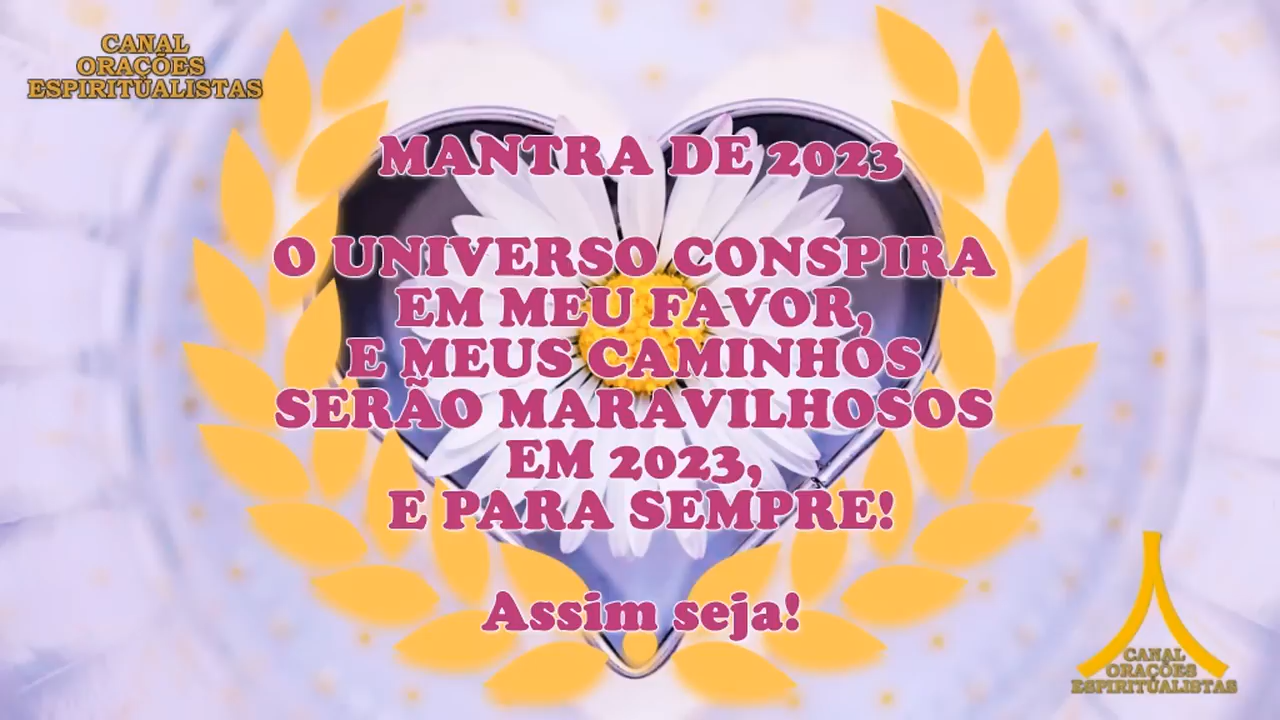 CANAL
ORAÇÕES
ESPIRITUALISTAS
MANTRA DE 2023
O UNIVERSO CONSPIRA
EM MEU FAVOR,
E MEUS CAMINHOS
SERÃO MARAVILHOSOS
EM 2023,
E PARA SEMPRE!
Assim seja!
CANAL
ORAÇÕES
ESPIRITUALISTAS